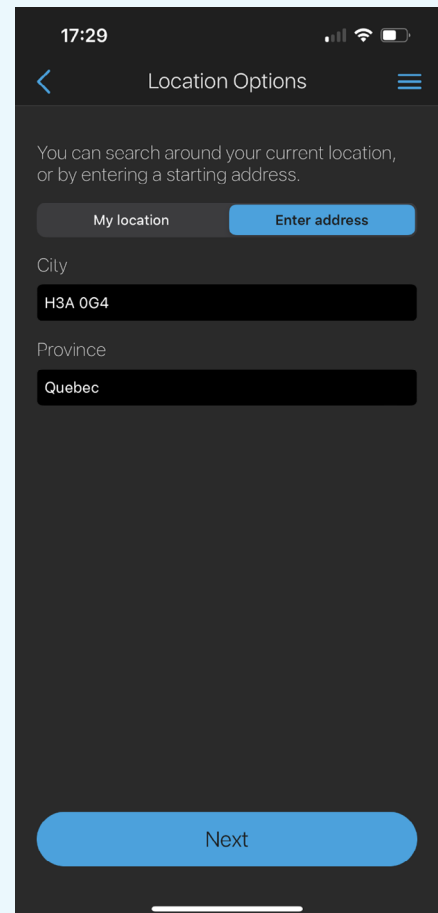 17:29
Location Options
You can search around your current location,
or by entering a starting address.
My location
Enter address
City
H3A 0G4
Province
Quebec
Next